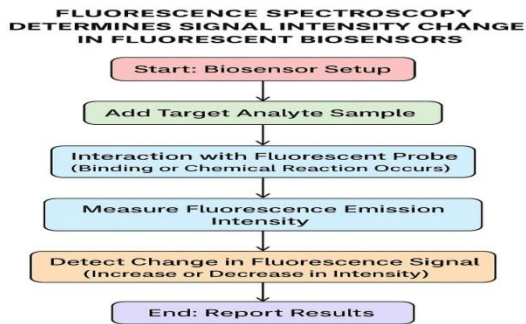 FLUORESCENCE SPECTROSCOPY
DETERMINES SIGNAL INTENSITY CHANGE
IN FLUORESCENT BIOSENSORS
Start: Biosensor Setup
Add Target Analyte Sample
Interaction with Fluorescent Probe
(Binding or Chemical Reaction Occurs)
Measure Fluorescence Emission
Intensity
Detect Change in Fluorescence Signal
(Increase or Decrease in Intensity)
End: Report Results